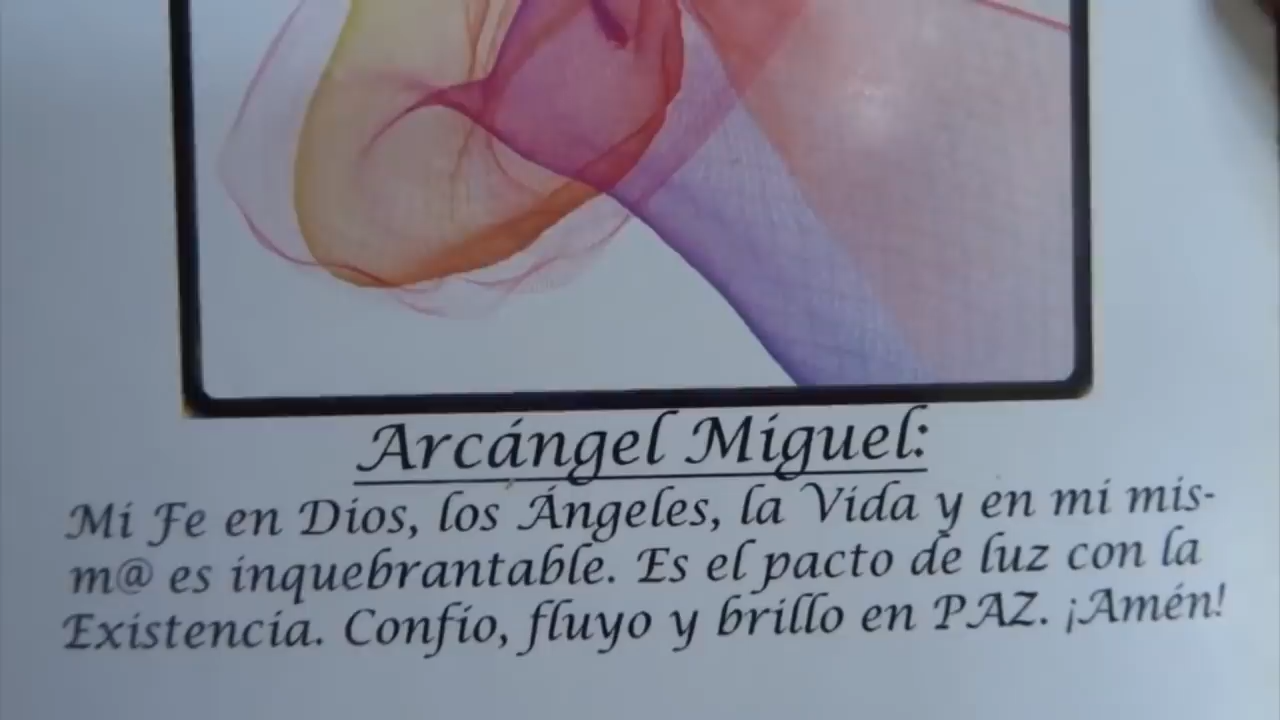 Arcángel Miguel:
Mi Fe en Dios, los Ángeles, la Vida y en mi mis-
m@ es inquebrantable. Es el pacto de luz con la
Existencia. Confío, fluyo y brillo en PAZ. ¡Amén!